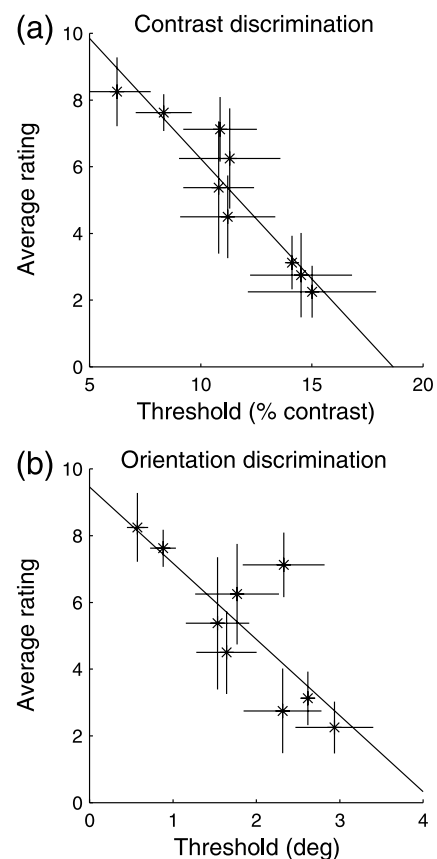 (a) Contrast discrimination
10
8
6
4
2
0
Average rating
5 10 15 20
Threshold (% contrast)
(b) Orientation discrimination
10
8
6
4
2
0
Average rating
0 1 2 3 4
Threshold (deg)